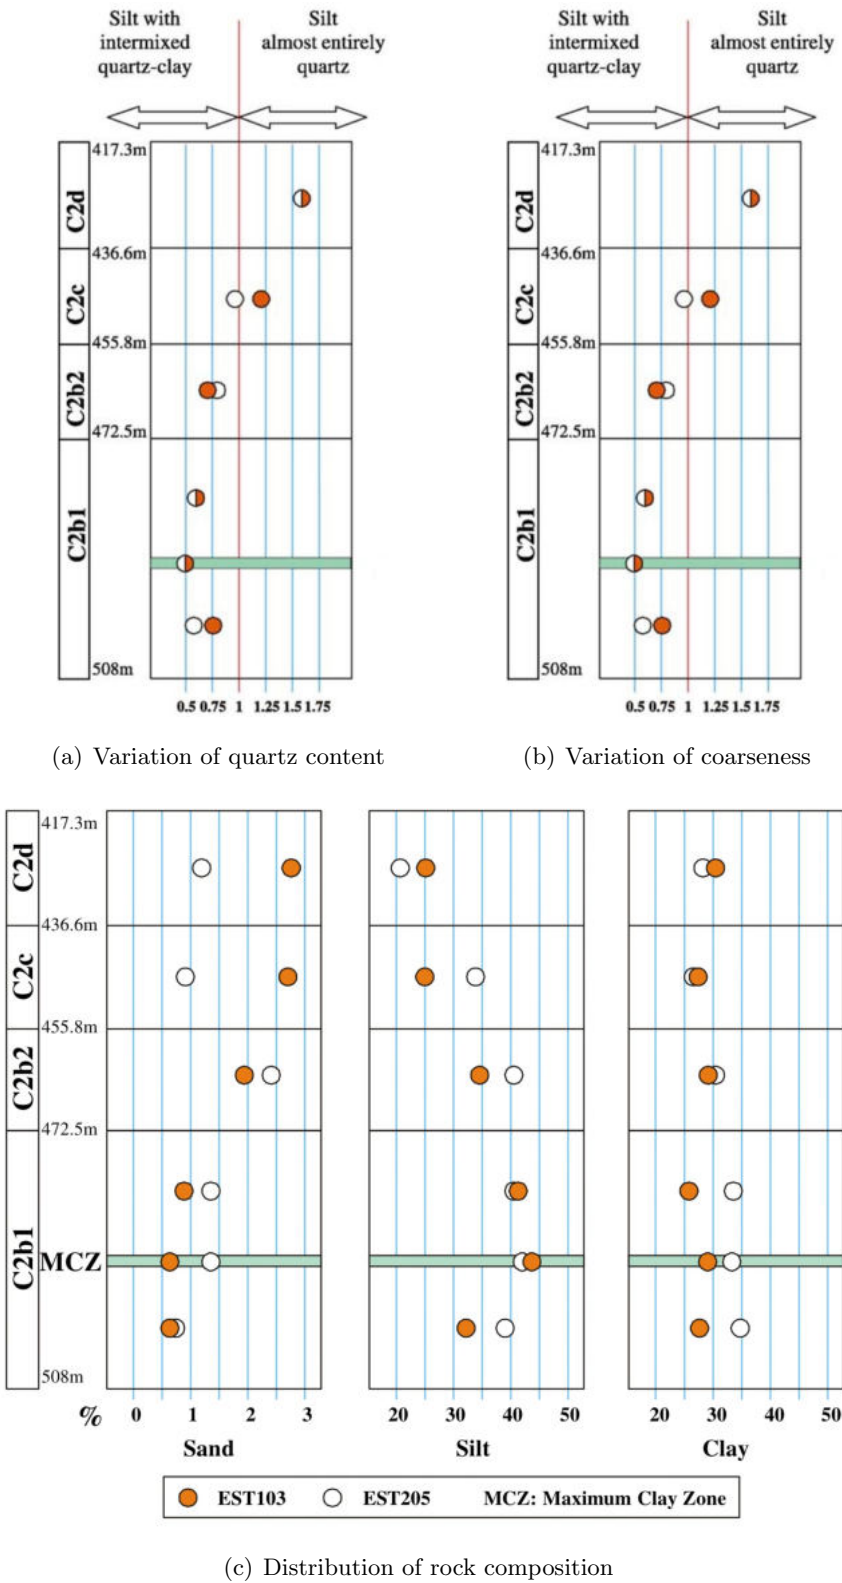 Silt with
intermixed
quartz-clay
Silt
almost entirely
quartz
C2d
C2c
C2b2
C2b1
417.3m
436.6m
455.8m
472.5m
508m
0.5 0.75 1 1.25 1.5 1.75
(a) Variation of quartz content
Silt with
intermixed
quartz-clay
Silt
almost entirely
quartz
C2d
C2c
C2b2
C2b1
417.3m
436.6m
455.8m
472.5m
508m
0.5 0.75 1 1.25 1.5 1.75
(b) Variation of coarseness
C2d
C2c
C2b2
C2b1
417.3m
436.6m
455.8m
472.5m
MCZ
508m
% 0 1 2 3 20 30 40 50 20 30 40 50
Sand Silt Clay
EST103 EST205 MCZ: Maximum Clay Zone
(c) Distribution of rock composition